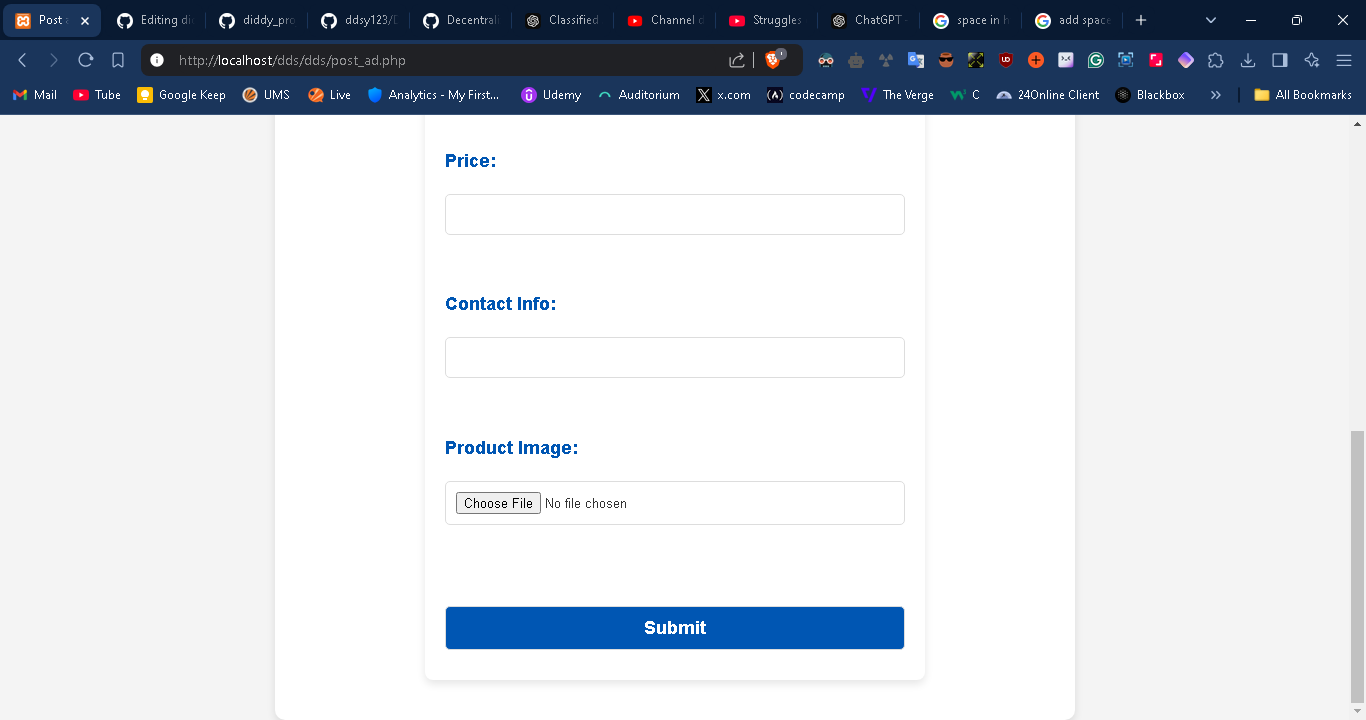 Post a
Editing di
diddy_pro
ddsy123/D
Decentrali
Classified
Channel d
Struggles
ChatGPT
space in h
add space
http://localhost/dds/dds/post_ad.php
Mail
Tube
Google Keep
UMS
Live
Analytics - My First...
Udemy
Auditorium
x.com
codecamp
The Verge
C
24Online Client
Blackbox
All Bookmarks
Price:
Contact Info:
Product Image:
Choose File No file chosen
Submit